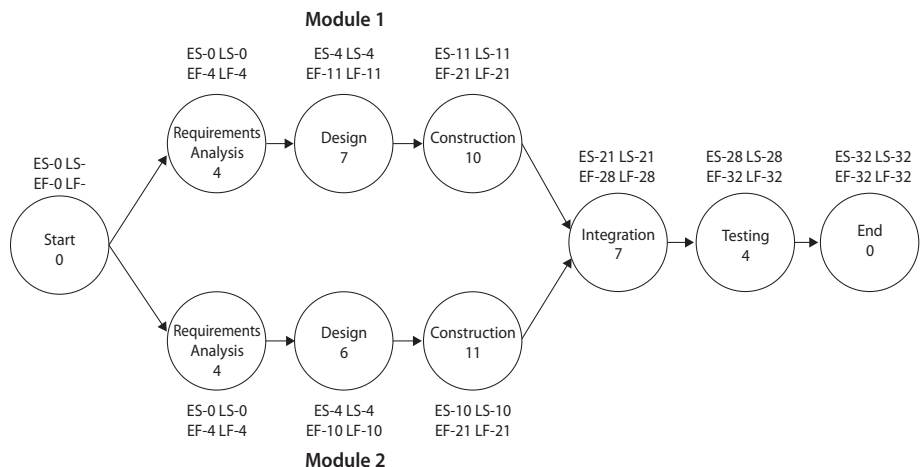 Module 1
ES-0 LS-0
EF-4 LF-4
ES-4 LS-4
EF-11 LF-11
ES-11 LS-11
EF-21 LF-21
Requirements
Analysis
4
Design
7
Construction
10
ES-0 LS-
EF-0 LF-
Start
0
ES-21 LS-21
EF-28 LF-28
ES-28 LS-28
EF-32 LF-32
ES-32 LS-32
EF-32 LF-32
Integration
7
Testing
4
End
0
Requirements
Analysis
4
Design
6
Construction
11
ES-0 LS-0
EF-4 LF-4
ES-4 LS-4
EF-10 LF-10
ES-10 LS-10
EF-21 LF-21
Module 2